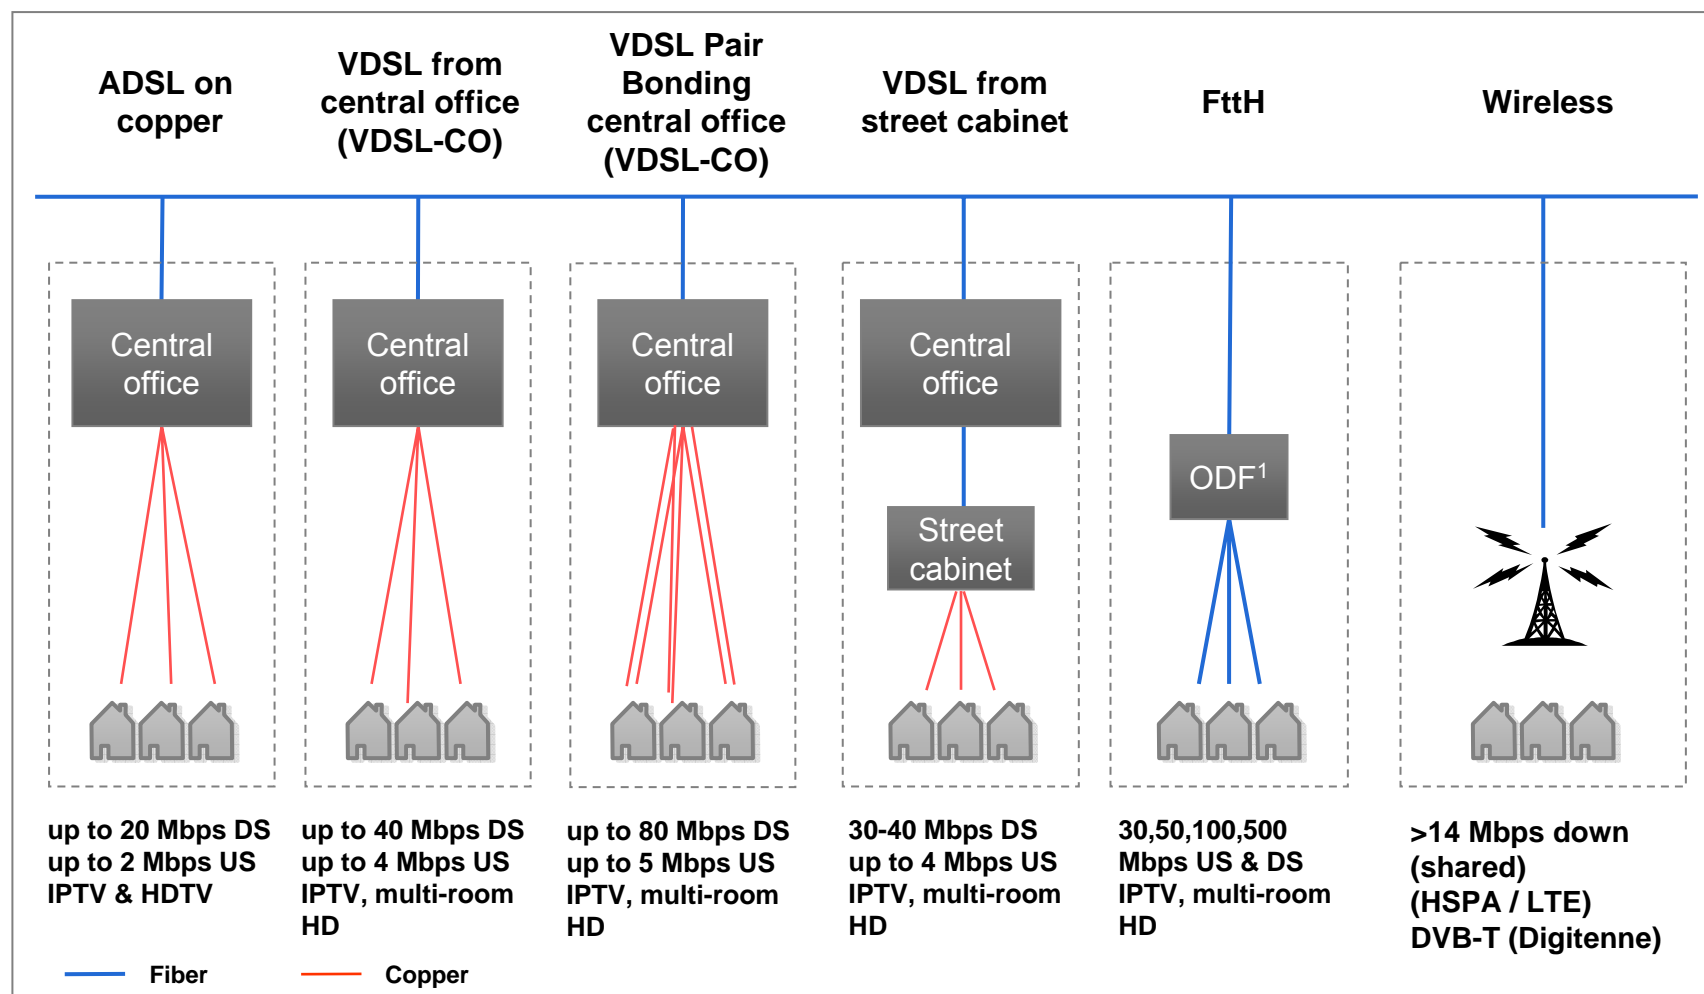 ADSL on
copper
VDSL from
central office
(VDSL-CO)
VDSL Pair
Bonding
central office
(VDSL-CO)
VDSL from
street cabinet
FttH
Wireless
Central
office
Central
office
Central
office
Central
office
Street
cabinet
ODF¹
up to 20 Mbps DS
up to 2 Mbps US
IPTV & HDTV
up to 40 Mbps DS
up to 4 Mbps US
IPTV, multi-room
HD
up to 80 Mbps DS
up to 5 Mbps US
IPTV, multi-room
HD
30-40 Mbps DS
up to 4 Mbps US
IPTV, multi-room
HD
30,50,100,500
Mbps US & DS
IPTV, multi-room
HD
>14 Mbps down
(shared)
(HSPA / LTE)
DVB-T (Digitenne)
Fiber
Copper